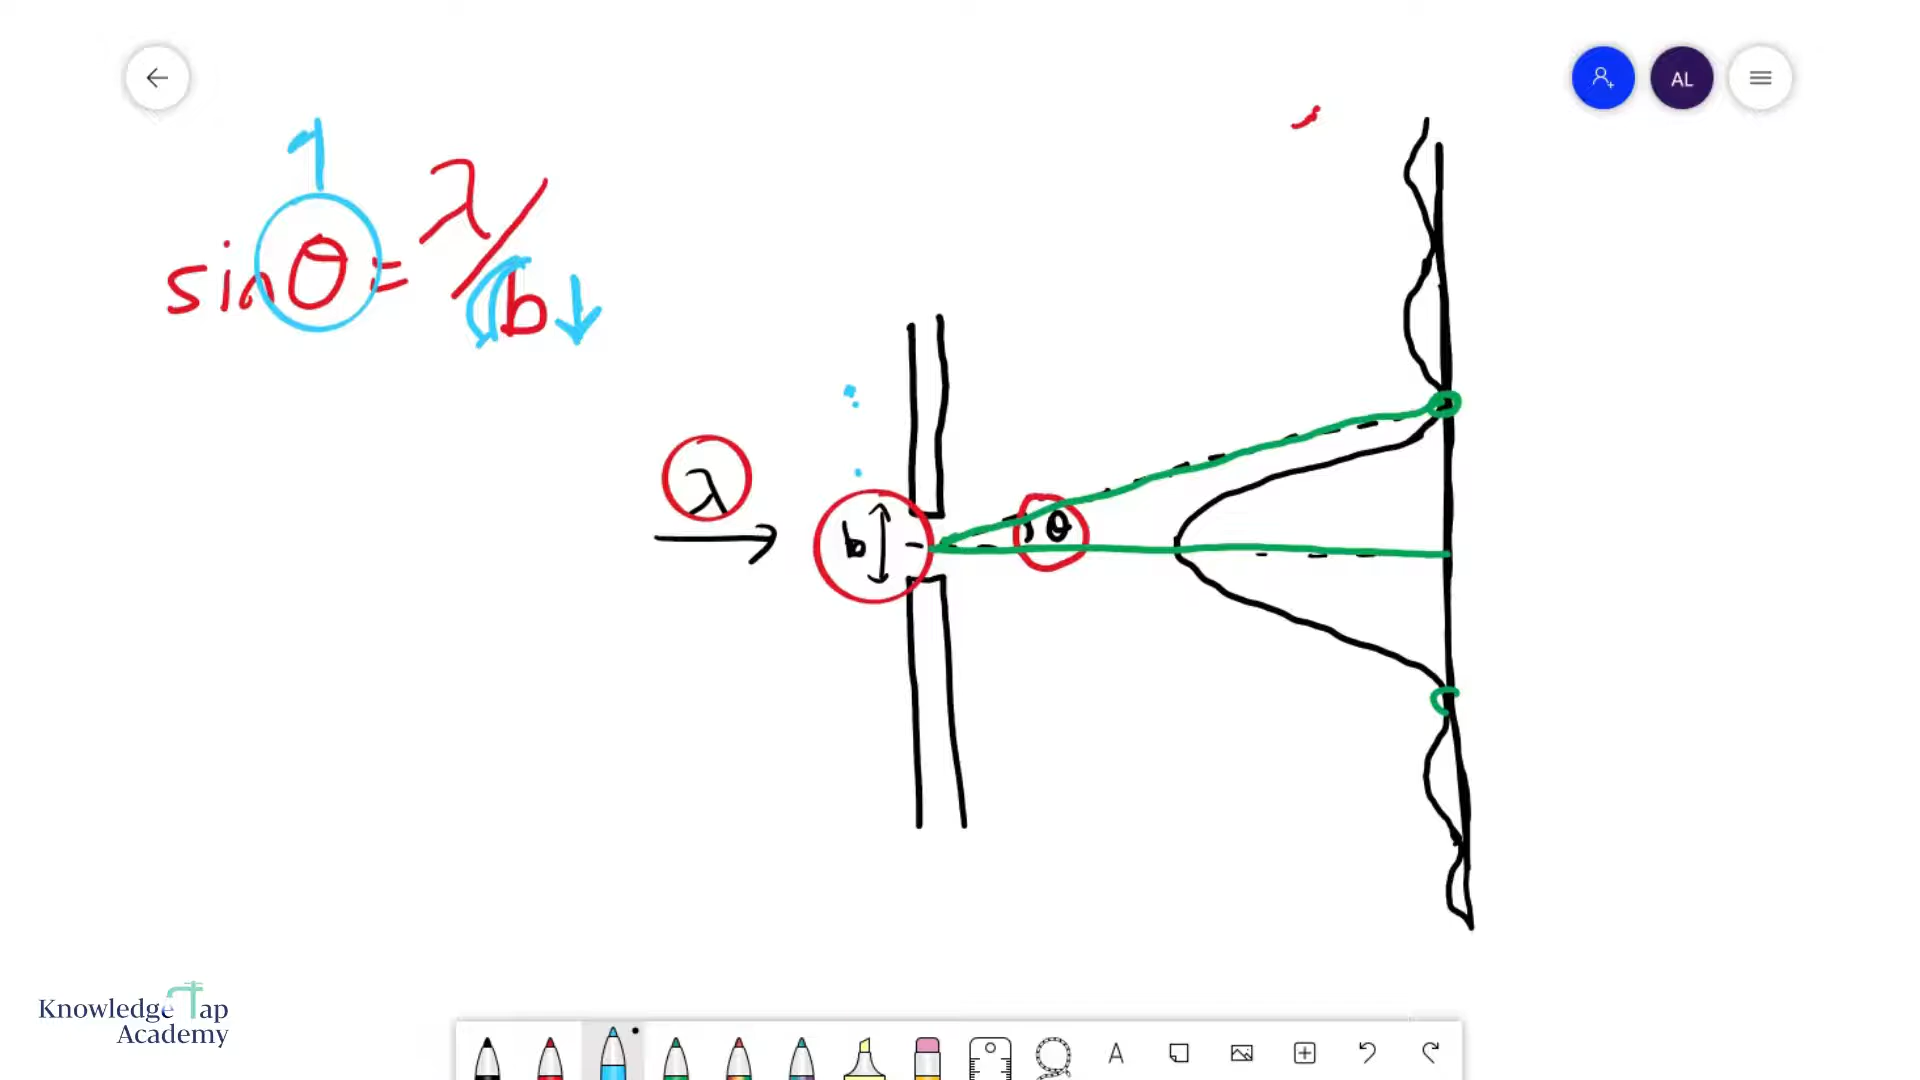 AL
sinθ = λ/b ↓
λ
b
θ
Knowledge Tap
Academy
A